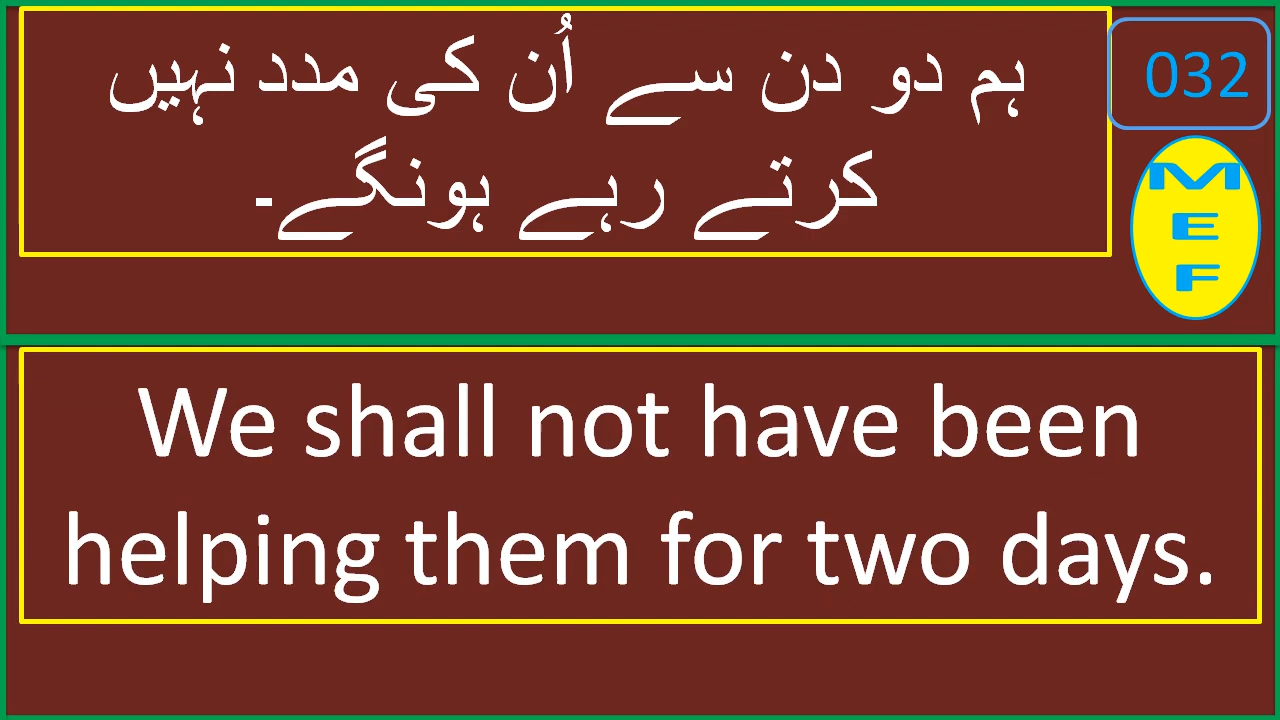 ہم دو دن سے اُن کی مدد نہیں
کرتے رہے ہونگے۔
032
M
E
F
We shall not have been
helping them for two days.